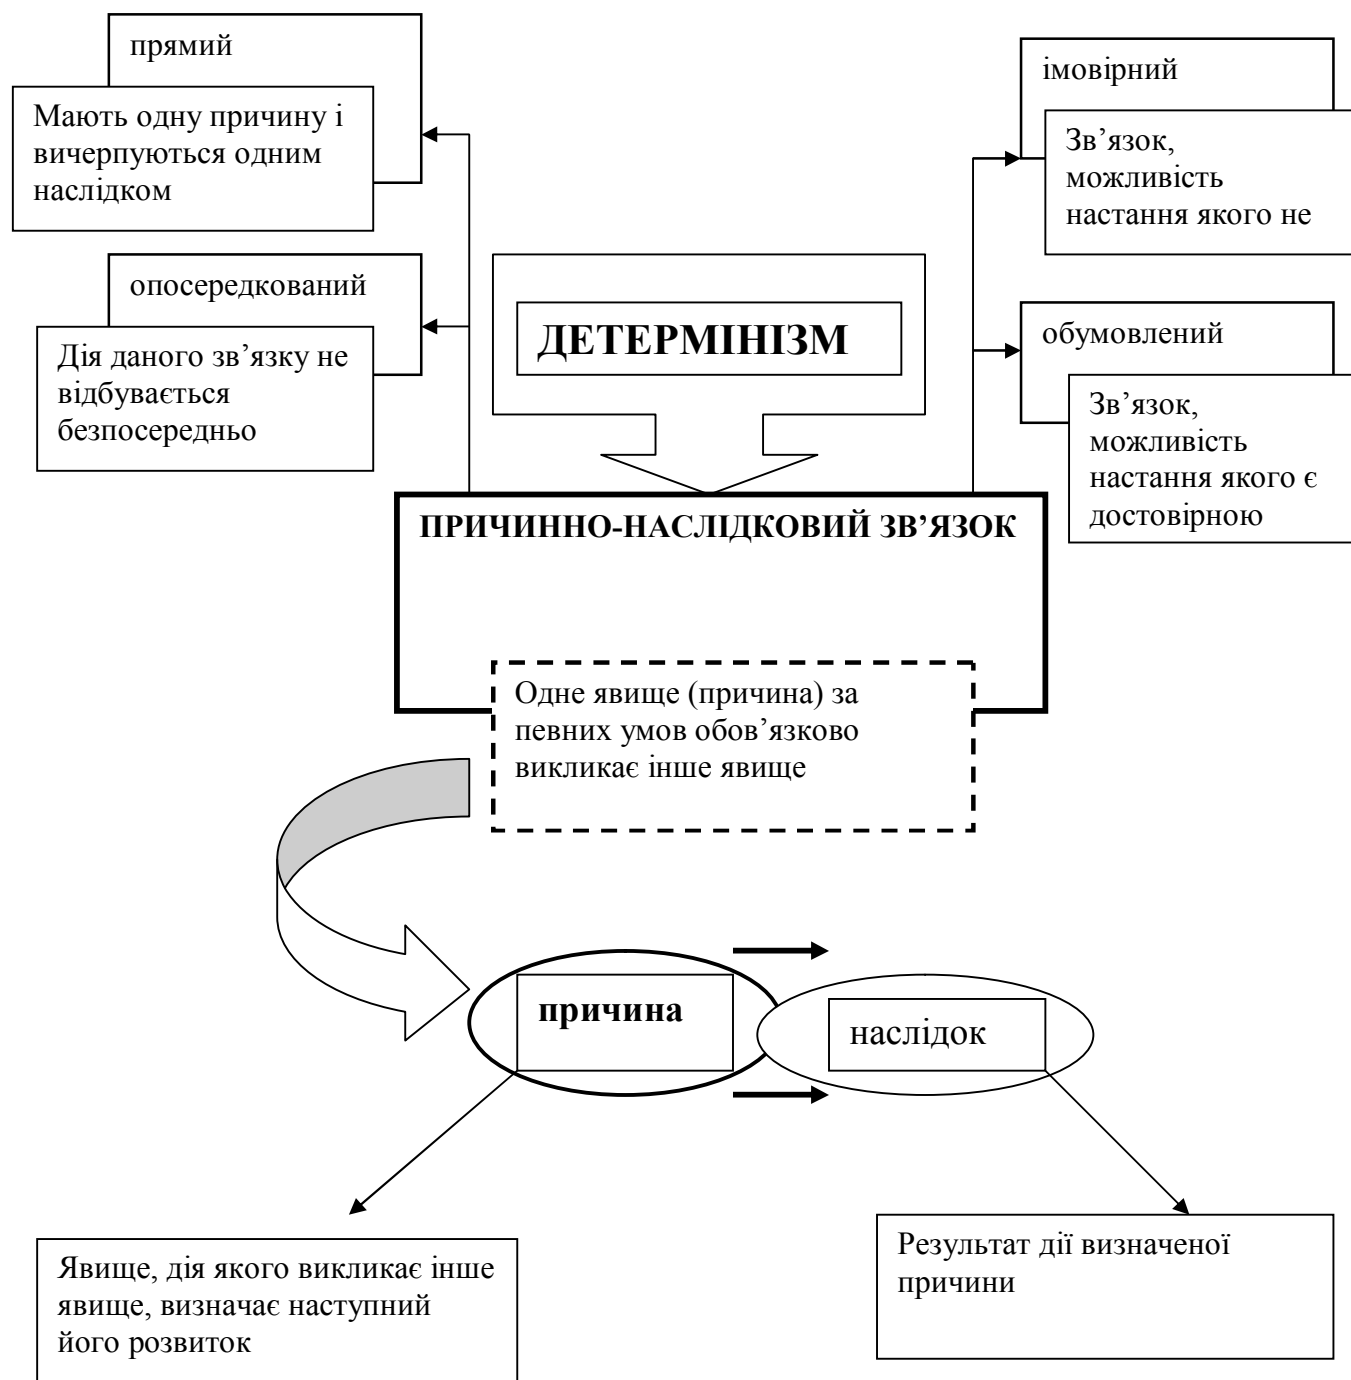 прямий
Мають одну причину і
вичерпуються одним
наслідком
опосередкований
Дія даного зв’язку не
відбувається
безпосередньо
імовірний
Зв’язок,
можливість
настання якого не
обумовлений
Зв’язок,
можливість
настання якого є
достовірною
ДЕТЕРМІНІЗМ
ПРИЧИННО-НАСЛІДКОВИЙ ЗВ’ЯЗОК
Одне явище (причина) за
певних умов обов’язково
викликає інше явище
причина
наслідок
Явище, дія якого викликає інше
явище, визначає наступний
його розвиток
Результат дії визначеної
причини